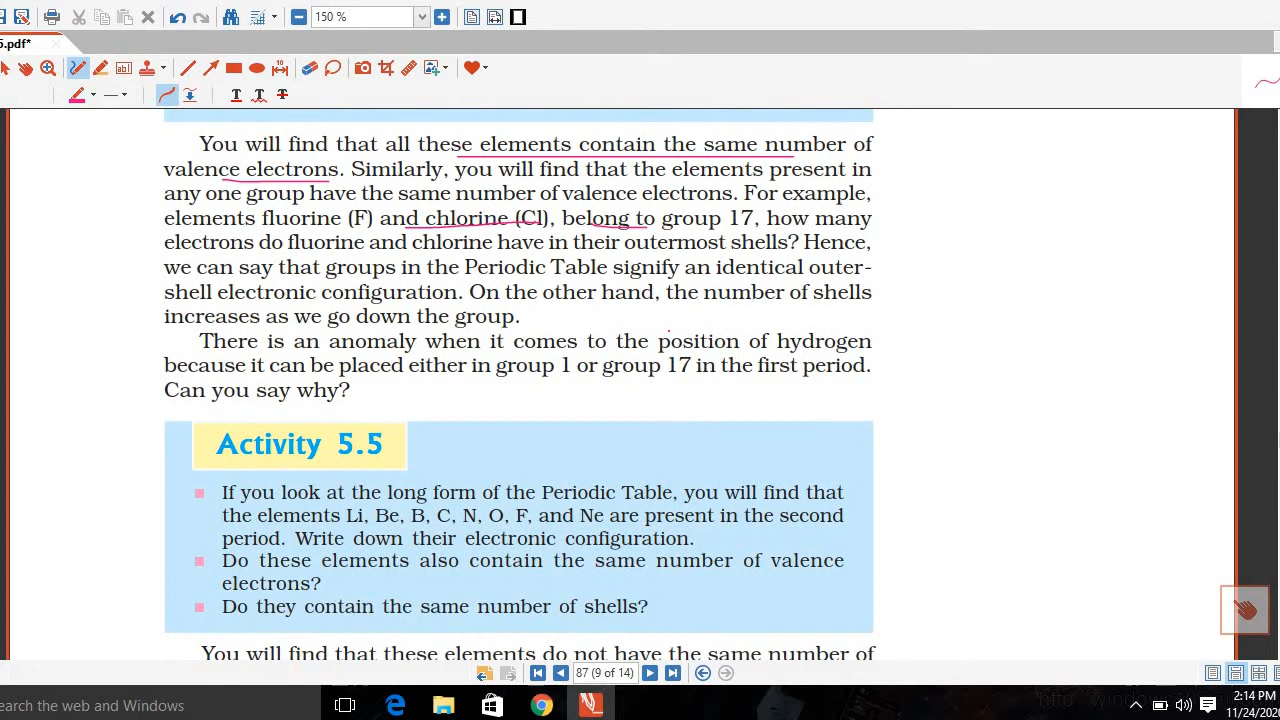 150 %
5.pdf*
10
T T T
You will find that all these elements contain the same number of
valence electrons. Similarly, you will find that the elements present in
any one group have the same number of valence electrons. For example,
elements fluorine (F) and chlorine (Cl), belong to group 17, how many
electrons do fluorine and chlorine have in their outermost shells? Hence,
we can say that groups in the Periodic Table signify an identical outer-
shell electronic configuration. On the other hand, the number of shells
increases as we go down the group.
There is an anomaly when it comes to the position of hydrogen
because it can be placed either in group 1 or group 17 in the first period.
Can you say why?
Activity 5.5
If you look at the long form of the Periodic Table, you will find that
the elements Li, Be, B, C, N, O, F, and Ne are present in the second
period. Write down their electronic configuration.
Do these elements also contain the same number of valence
electrons?
Do they contain the same number of shells?
You will find that these elements do not have the same number of
87 (9 of 14)
earch the web and Windows
2:14 PM
11/24/202